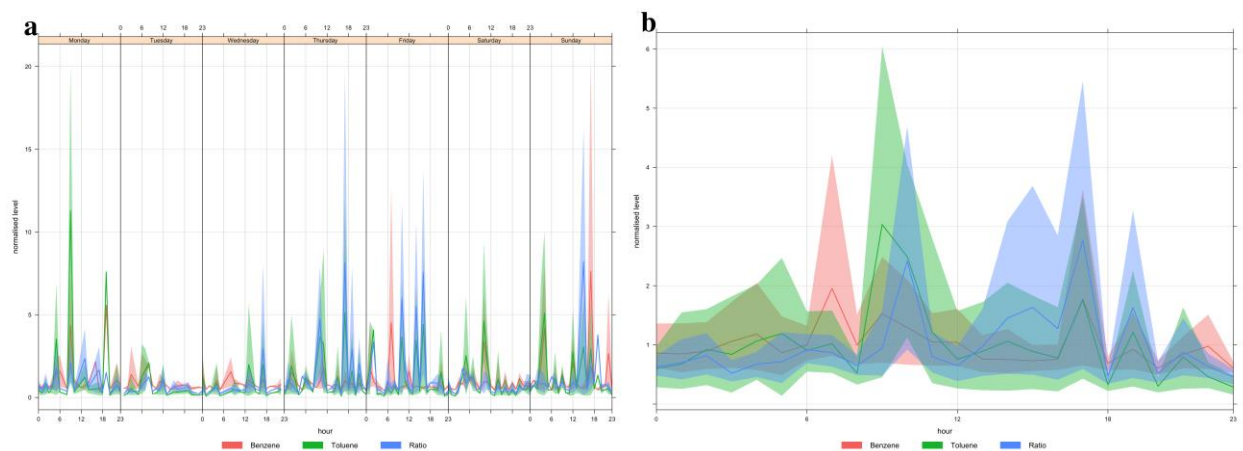 a
0 6 12 23 0 6 12 23 0 6 12 23
Monday Tuesday Wednesday Thursday Friday Saturday Sunday
20
15
10
5
0
normalised level
0 6 12 18 23 0 6 12 18 23 0 6 12 18 23 0 6 12 18 23
hour
Benzene Toluene Ratio
b
6
5
4
3
2
1
normalised level
0 6 12 18 23
hour
Benzene Toluene Ratio